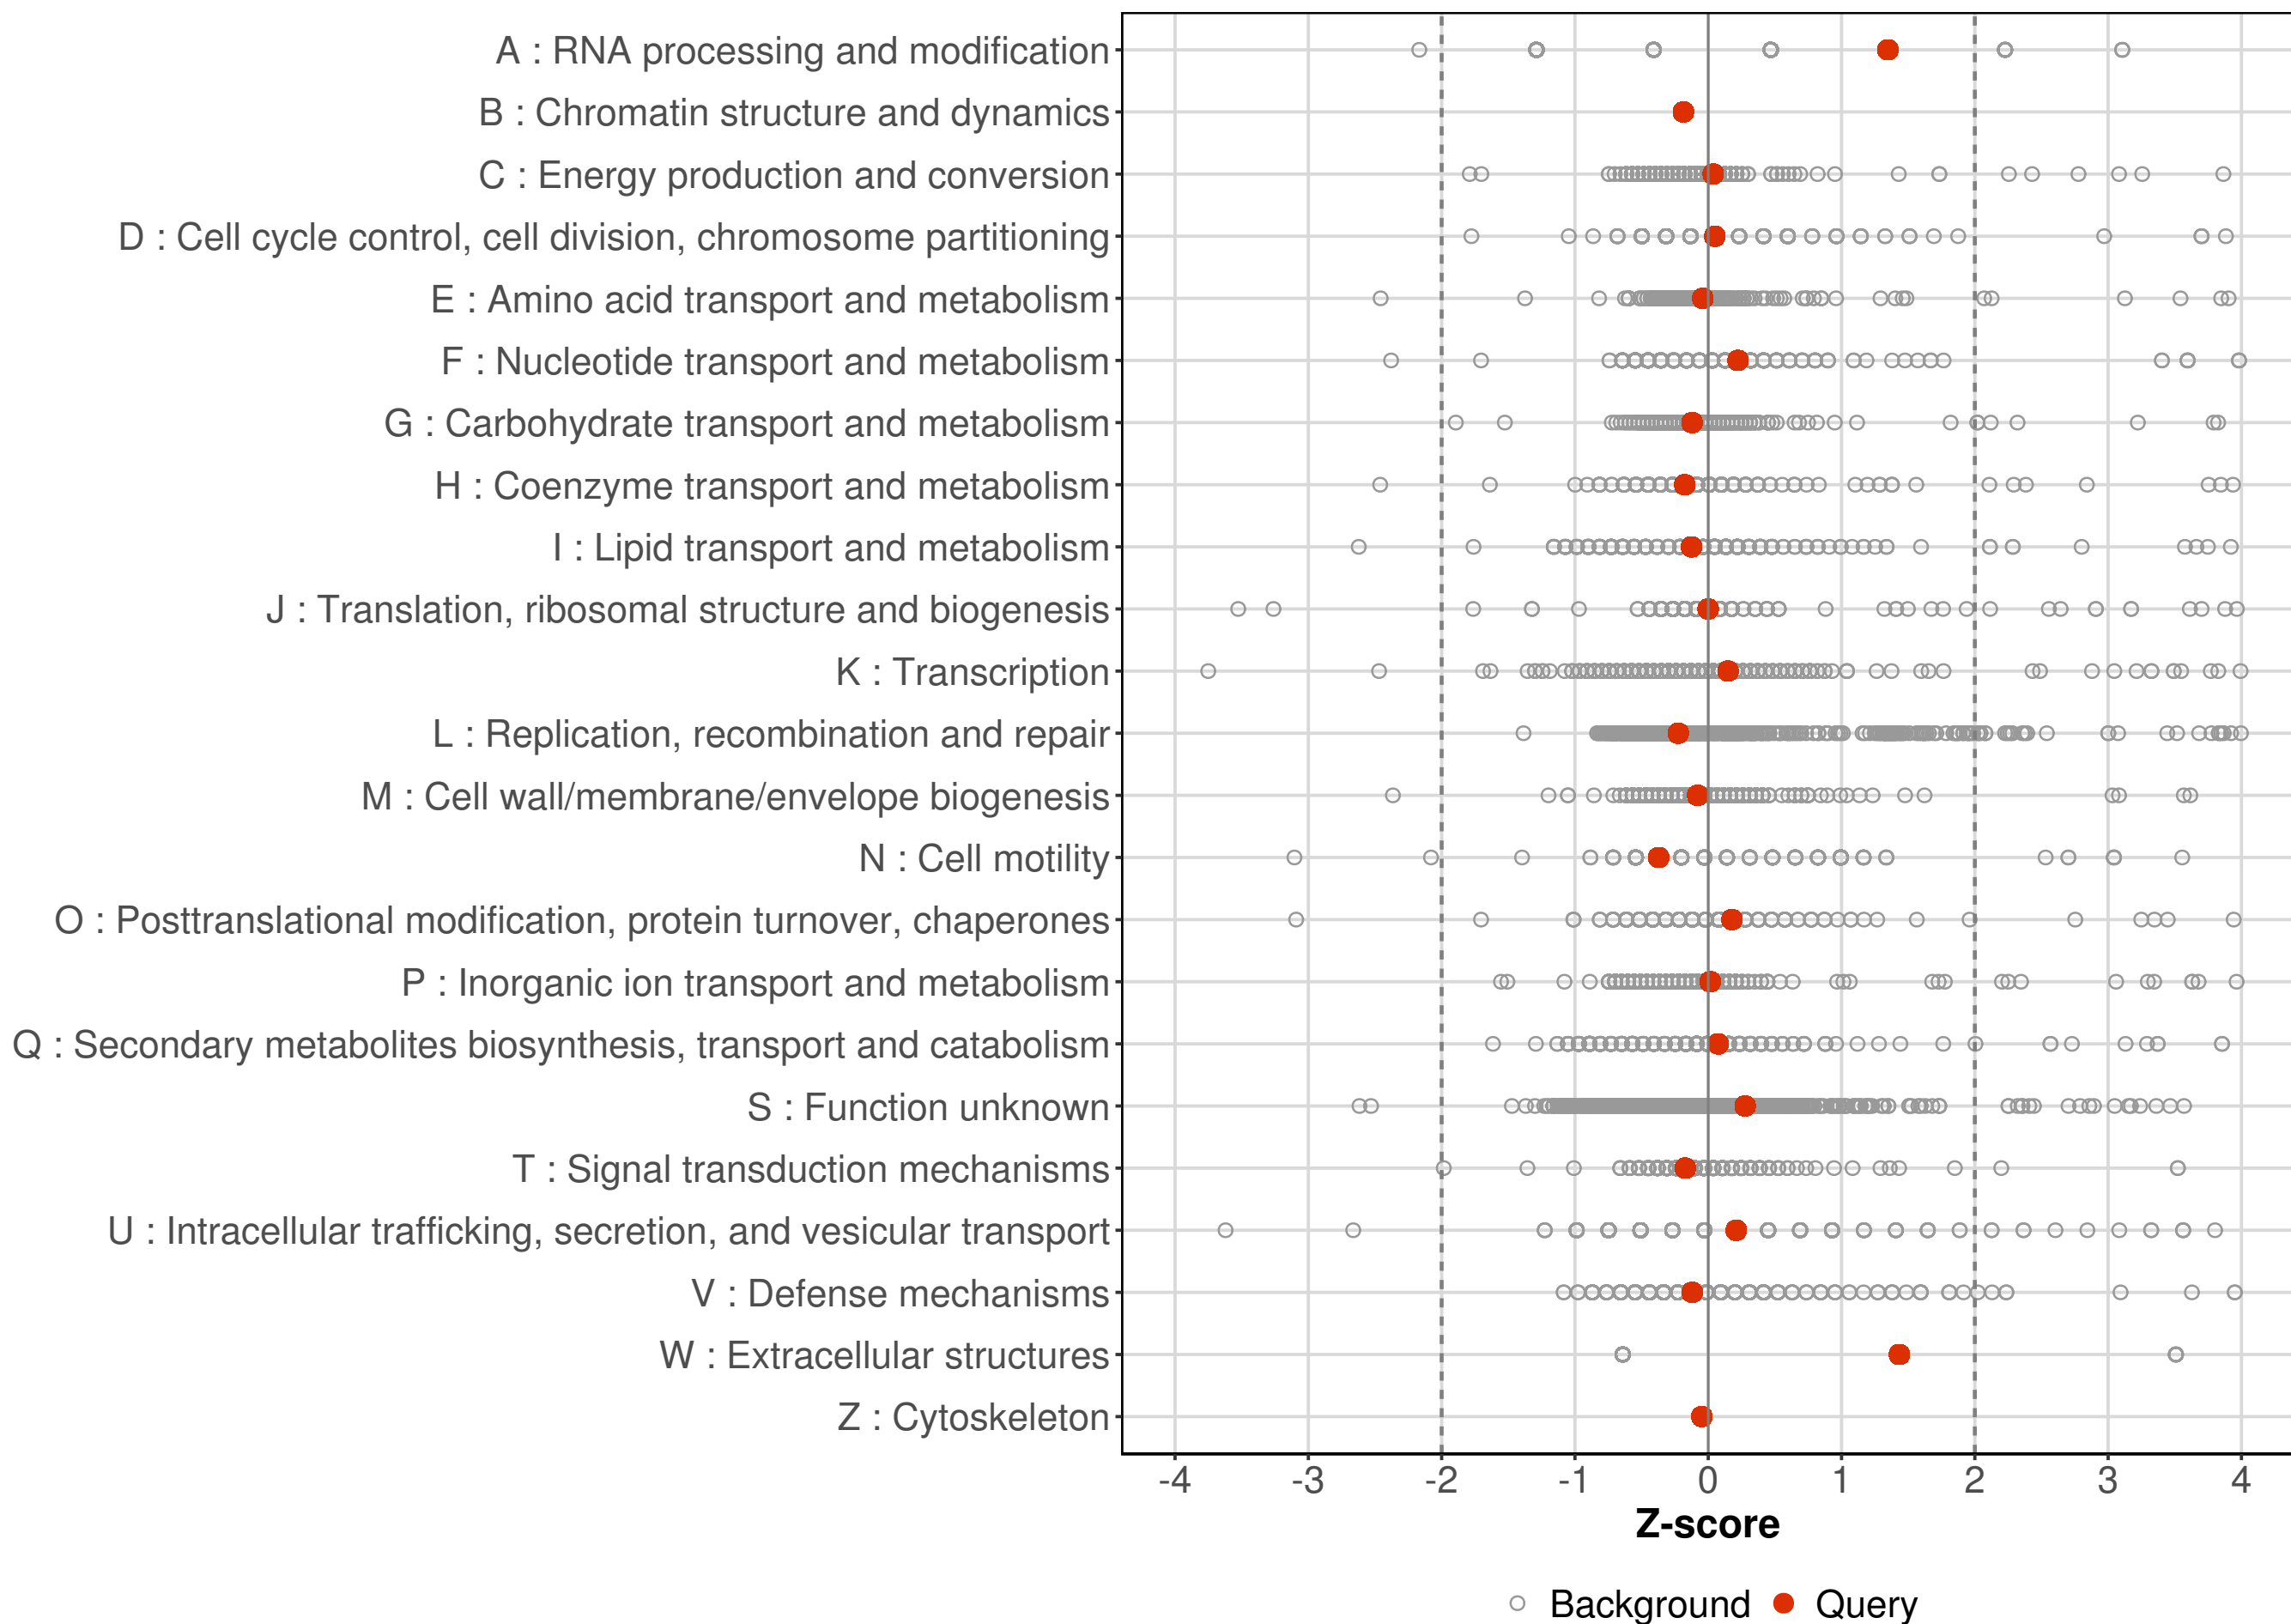 A : RNA processing and modification
B : Chromatin structure and dynamics
C : Energy production and conversion
D : Cell cycle control, cell division, chromosome partitioning
E : Amino acid transport and metabolism
F : Nucleotide transport and metabolism
G : Carbohydrate transport and metabolism
H : Coenzyme transport and metabolism
I : Lipid transport and metabolism
J : Translation, ribosomal structure and biogenesis
K : Transcription
L : Replication, recombination and repair
M : Cell wall/membrane/envelope biogenesis
N : Cell motility
O : Posttranslational modification, protein turnover, chaperones
P : Inorganic ion transport and metabolism
Q : Secondary metabolites biosynthesis, transport and catabolism
S : Function unknown
T : Signal transduction mechanisms
U : Intracellular trafficking, secretion, and vesicular transport
V : Defense mechanisms
W : Extracellular structures
Z : Cytoskeleton
-4 -3 -2 -1 0 1 2 3 4
Z-score
Background Query